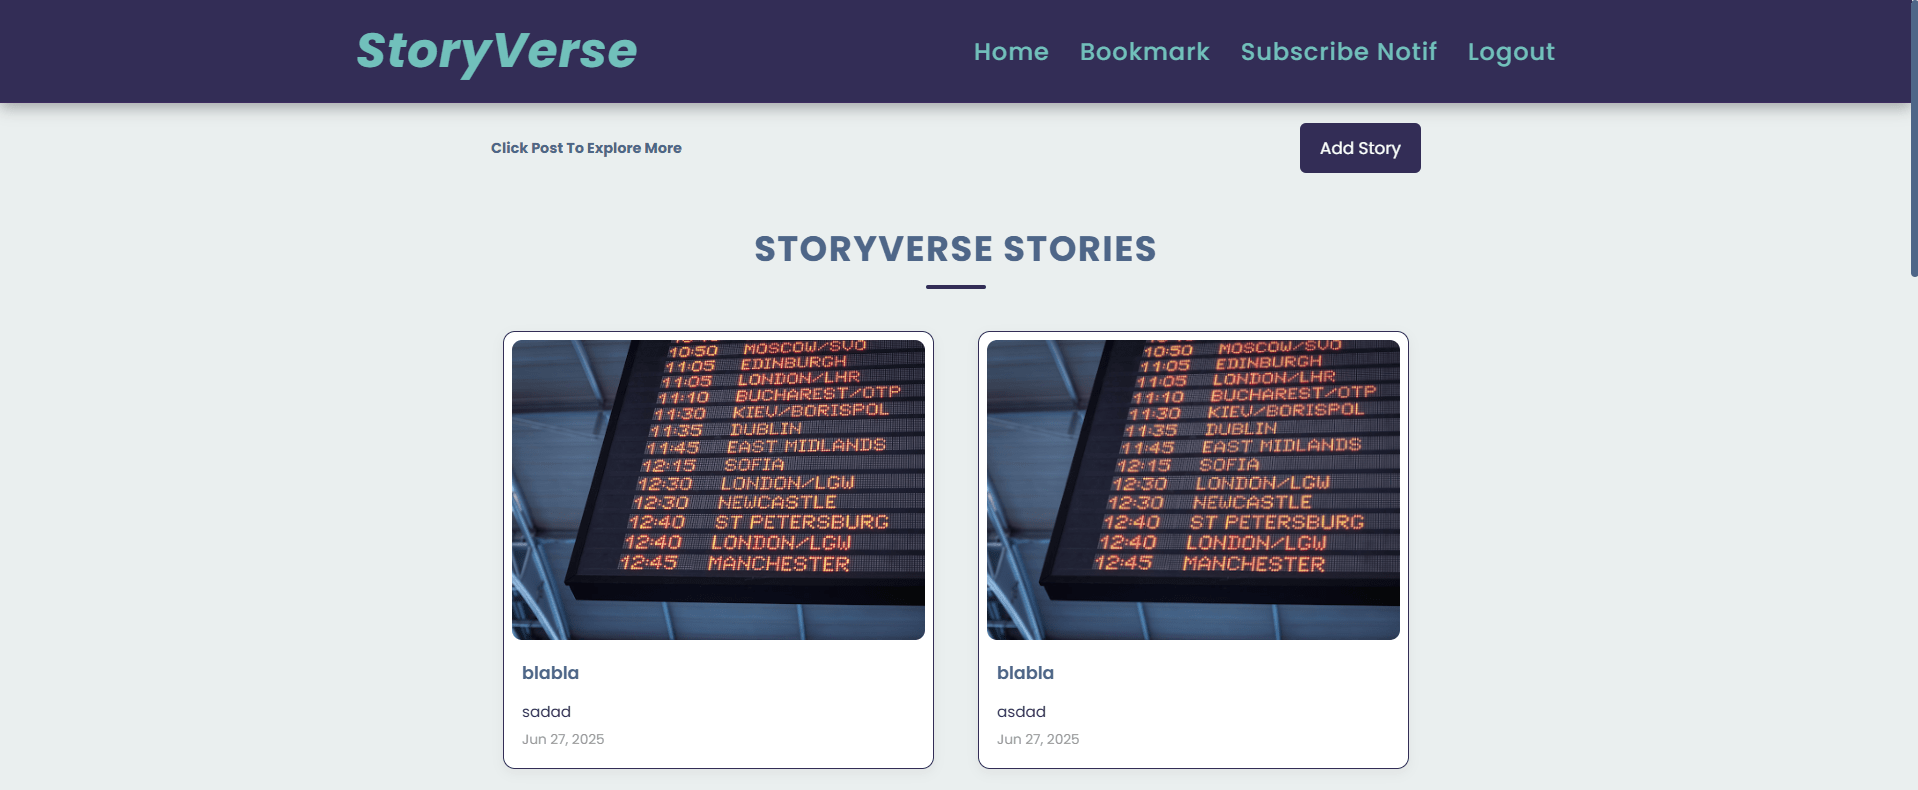 StoryVerse
Home Bookmark Subscribe Notif Logout
Click Post To Explore More
Add Story
STORYVERSE STORIES
10:50 MOSCOW/SVO
11:05 EDINBURGH
11:05 LONDON/LHR
11:10 BUCHAREST/OTP
11:30 KIEV/BORISPOL
11:35 DUBLIN
11:45 EAST MIDLANDS
12:15 SOFIA
12:30 LONDON/LGW
12:30 NEWCASTLE
12:40 ST PETERSBURG
12:40 LONDON/LGW
12:45 MANCHESTER
blabla
sadad
Jun 27, 2025
10:50 MOSCOW/SVO
11:05 EDINBURGH
11:05 LONDON/LHR
11:10 BUCHAREST/OTP
11:30 KIEV/BORISPOL
11:35 DUBLIN
11:45 EAST MIDLANDS
12:15 SOFIA
12:30 LONDON/LGW
12:30 NEWCASTLE
12:40 ST PETERSBURG
12:40 LONDON/LGW
12:45 MANCHESTER
blabla
asdad
Jun 27, 2025